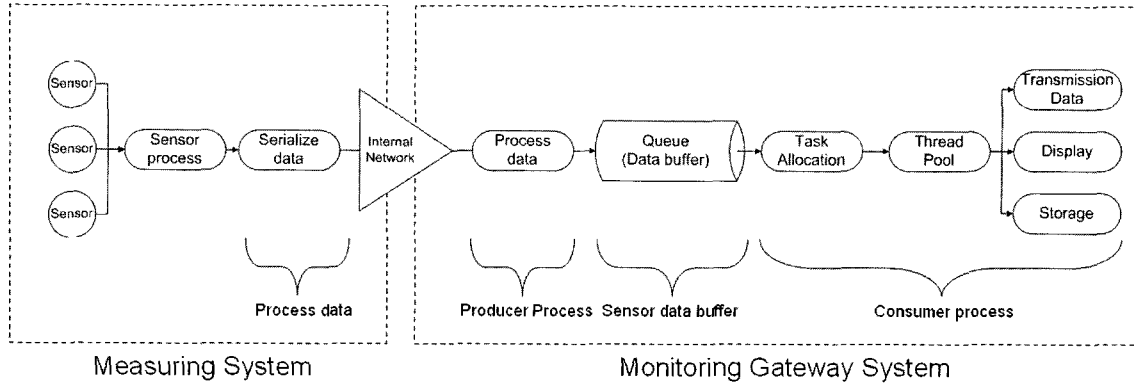 Sensor
Sensor
Sensor
Sensor
process
Serialize
data
Internal
Network
Process
data
Queue
(Data buffer)
Task
Allocation
Thread
Pool
Transmission
Data
Display
Storage
Process data
Producer Process
Sensor data buffer
Consumer process
Measuring System
Monitoring Gateway System